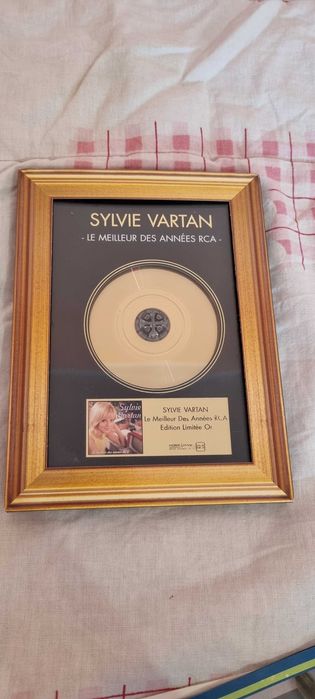 SYLVIE VARTAN
- LE MEILLEUR DES ANNÉES RCA -
Sylvie
Vartan
SYLVIE VARTAN
Le Meilleur Des Années RCA
Edition Limitée Or